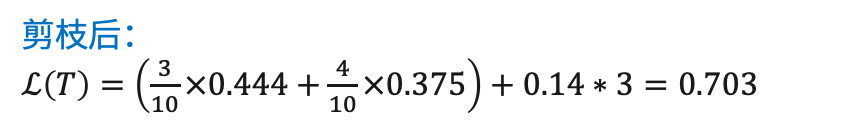 剪枝后：
ℒ(T) = (3/10×0.444 + 4/10×0.375) + 0.14 * 3 = 0.703